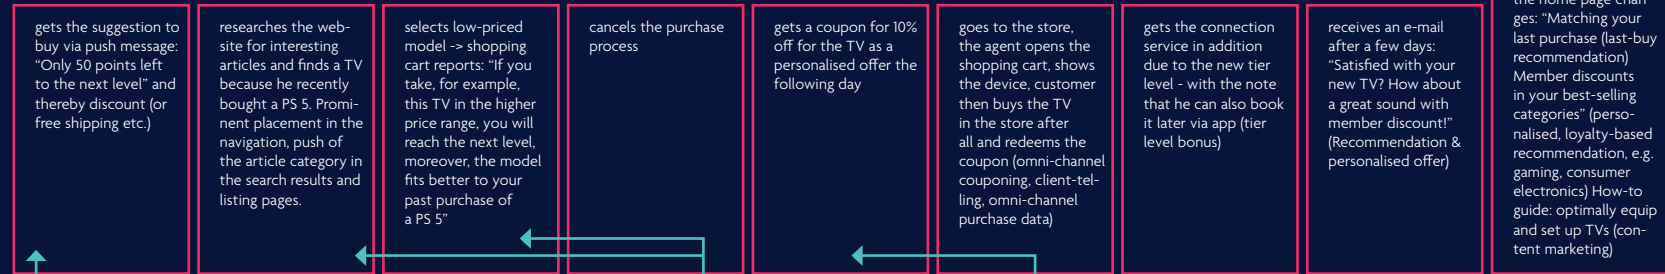 gets the suggestion to
buy via push message:
“Only 50 points left
to the next level” and
thereby discount (or
free shipping etc.)
researches the web-
site for interesting
articles and finds a TV
because he recently
bought a PS 5. Promi-
nent placement in the
navigation, push of
the article category in
the search results and
listing pages.
selects low-priced
model -> shopping
cart reports: “If you
take, for example,
this TV in the higher
price range, you will
reach the next level,
moreover, the model
fits better to your
past purchase of
a PS 5”
cancels the purchase
process
gets a coupon for 10%
off for the TV as a
personalised offer the
following day
goes to the store,
the agent opens the
shopping cart, shows
the device, customer
then buys the TV
in the store after
all and redeems the
coupon (omni-channel
couponing, client-tel-
ling, omni-channel
purchase data)
gets the connection
service in addition
due to the new tier
level - with the note
that he can also book
it later via app (tier
level bonus)
receives an e-mail
after a few days:
“Satisfied with your
new TV? How about
a great sound with
member discount!”
(Recommendation &
personalised offer)
the home page chan-
ges: “Matching your
last purchase (last-buy
recommendation)
Member discounts
in your best-selling
categories” (perso-
nalised, loyalty-based
recommendation, e.g.
gaming, consumer
electronics) How-to
guide: optimally equip
and set up TVs (con-
tent marketing)